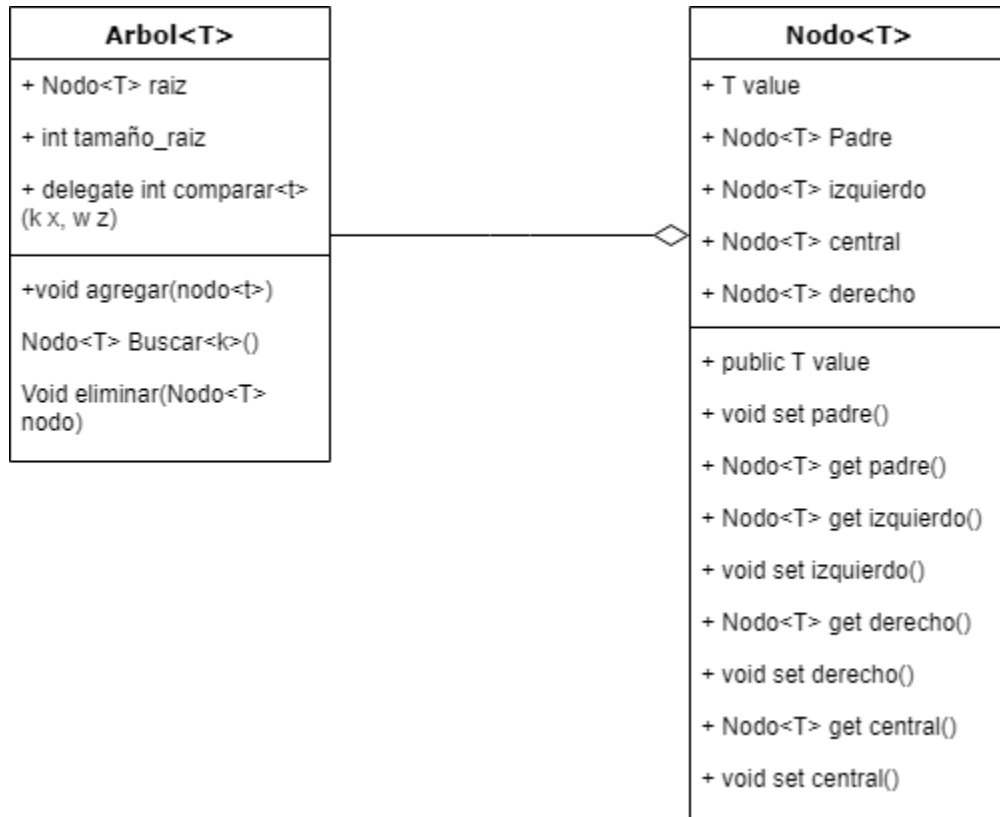 Arbol<T>
+ Nodo<T> raiz
+ int tamaño_raiz
+ delegate int comparar<t>
(k x, w z)
+void agregar(nodo<t>)
Nodo<T> Buscar<k>()
Void eliminar(Nodo<T>
nodo)
Nodo<T>
+ T value
+ Nodo<T> Padre
+ Nodo<T> izquierdo
+ Nodo<T> central
+ Nodo<T> derecho
+ public T value
+ void set padre()
+ Nodo<T> get padre()
+ Nodo<T> get izquierdo()
+ void set izquierdo()
+ Nodo<T> get derecho()
+ void set derecho()
+ Nodo<T> get central()
+ void set central()